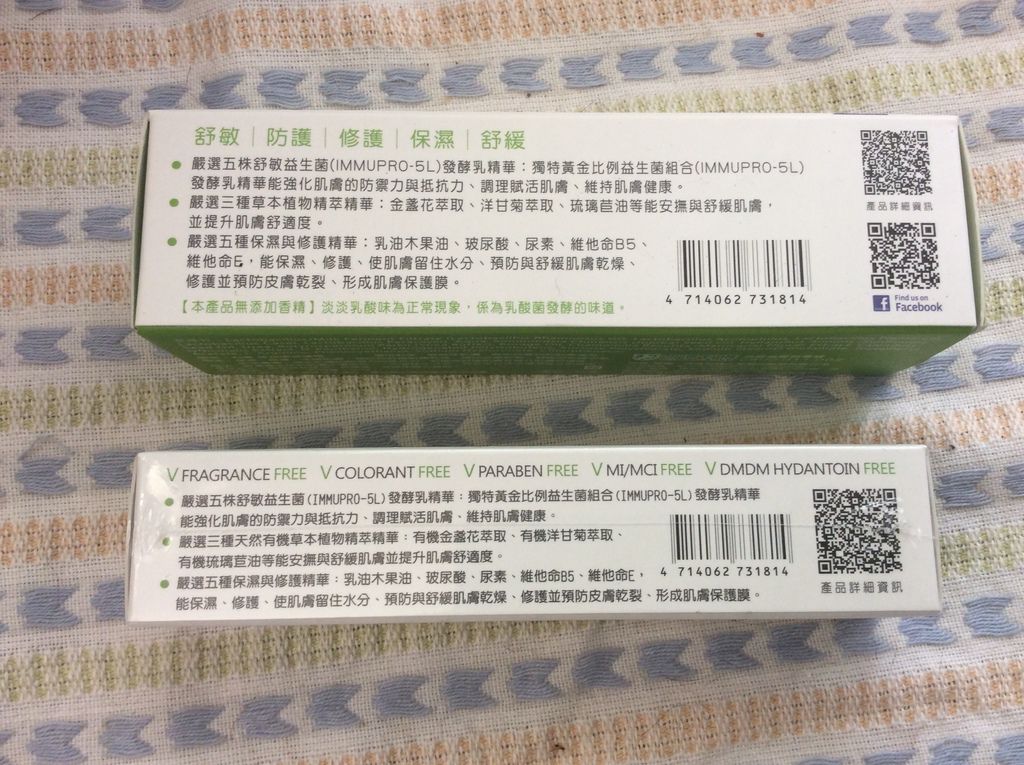 舒敏｜防護｜修護｜保濕｜舒緩
● 嚴選五株舒敏益生菌(IMMUPRO-5L)發酵乳精華：獨特黃金比例益生菌組合(IMMUPRO-5L)
發酵乳精華能強化肌膚的防禦力與抵抗力、調理賦活肌膚、維持肌膚健康。
● 嚴選三種草本植物精萃精華：金盞花萃取、洋甘菊萃取、琉璃苣油等能安撫與舒緩肌膚，
並提升肌膚舒適度。
● 嚴選五種保濕與修護精華：乳油木果油、玻尿酸、尿素、維他命B5、
維他命E，能保濕、修護、使肌膚留住水分、預防與舒緩肌膚乾燥、
修護並預防皮膚乾裂、形成肌膚保護膜。
【本產品無添加香精】淡淡乳酸味為正常現象，係為乳酸菌發酵的味道。
4 714062 731814
產品詳細資訊
Find us on
Facebook
V FRAGRANCE FREE V COLORANT FREE V PARABEN FREE V MI/MCI FREE V DMDM HYDANTOIN FREE
● 嚴選五株舒敏益生菌(IMMUPRO-5L)發酵乳精華：獨特黃金比例益生菌組合(IMMUPRO-5L)發酵乳精華
能強化肌膚的防禦力與抵抗力、調理賦活肌膚、維持肌膚健康。
● 嚴選三種天然有機草本植物精萃精華：有機金盞花萃取、有機洋甘菊萃取、
有機琉璃苣油等能安撫與舒緩肌膚並提升肌膚舒適度。
● 嚴選五種保濕與修護精華：乳油木果油、玻尿酸、尿素、維他命B5、維他命E，
能保濕、修護、使肌膚留住水分、預防與舒緩肌膚乾燥、修護並預防皮膚乾裂、形成肌膚保護膜。
4 714062 731814
產品詳細資訊